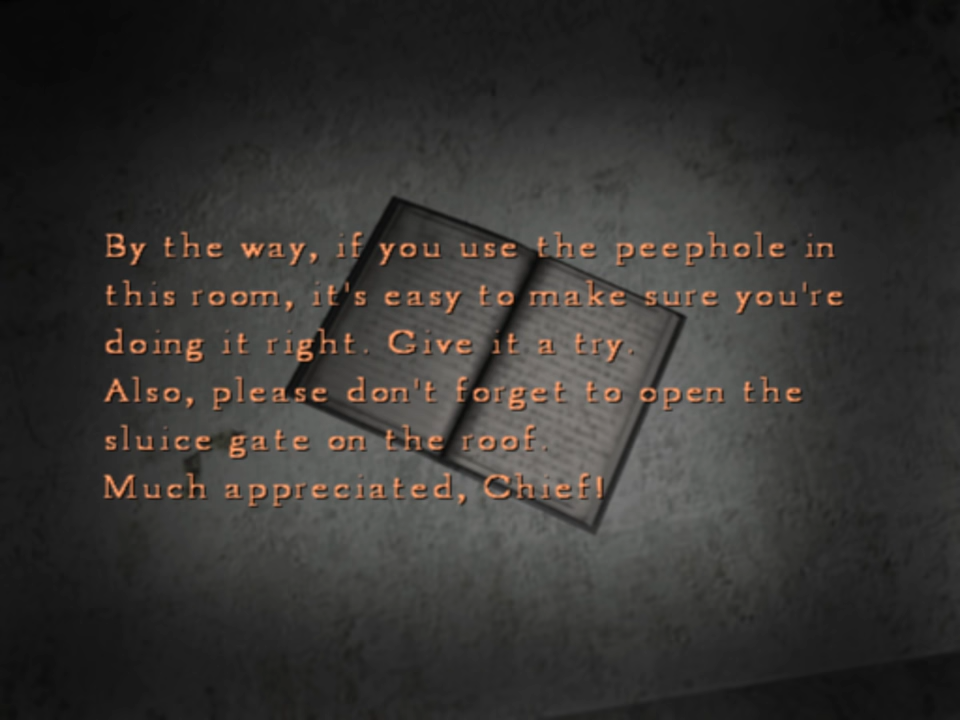 By the way, if you use the peephole in
this room, it's easy to make sure you're
doing it right. Give it a try.
Also, please don't forget to open the
sluice gate on the roof.
Much appreciated, Chief!